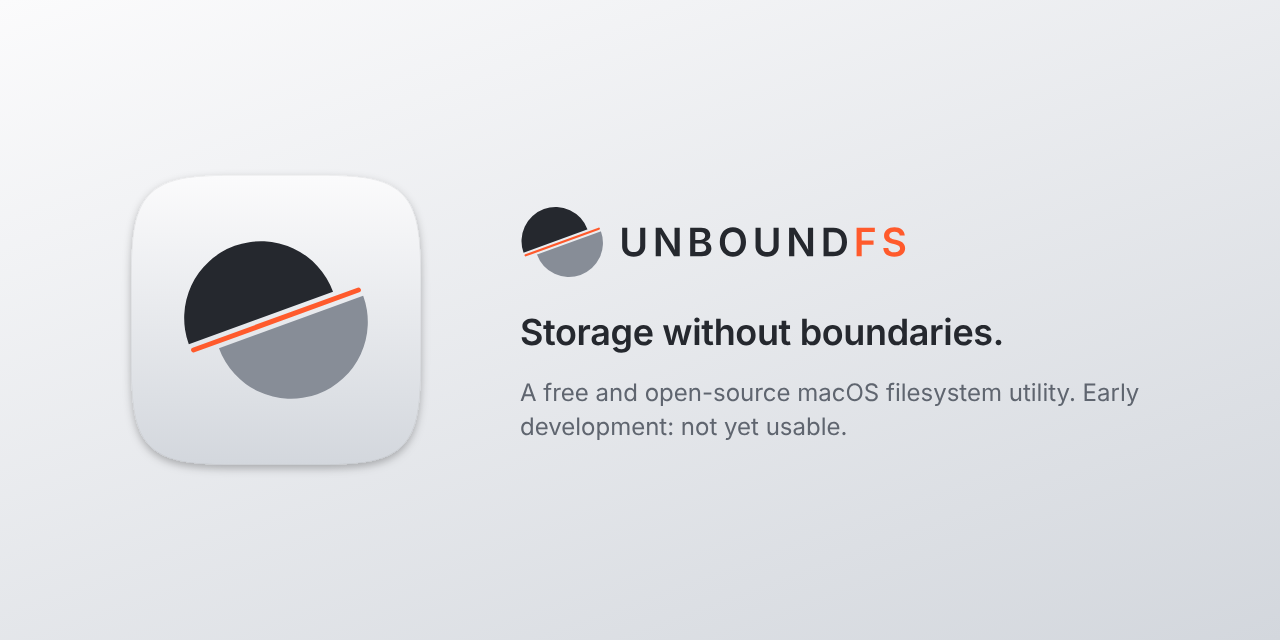 UNBOUNDFS
Storage without boundaries.
A free and open-source macOS filesystem utility. Early
development: not yet usable.